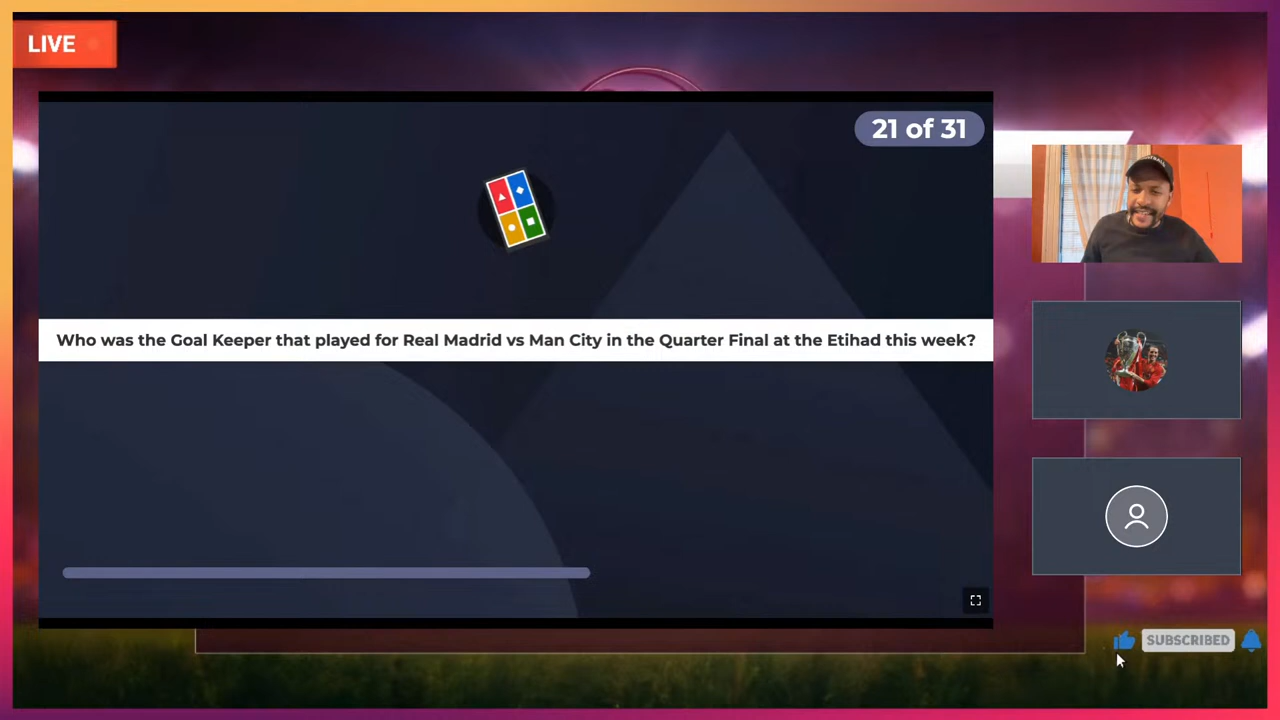 LIVE
21 of 31
Who was the Goal Keeper that played for Real Madrid vs Man City in the Quarter Final at the Etihad this week?
SUBSCRIBED